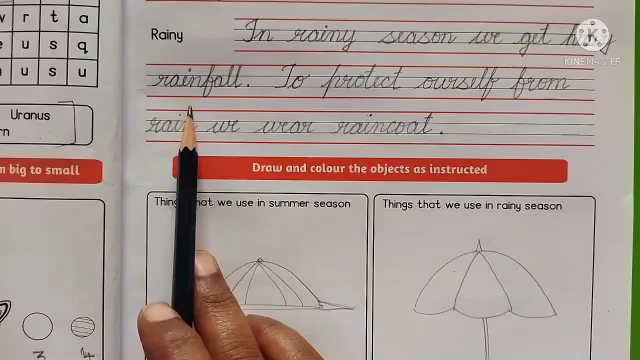 v r t a
e u s q
n u s u
Uranus
rn
n big to small
3 4
Rainy In rainy season we get heavy
rainfall. To protect ourself from
rain we wear raincoat.
Draw and colour the objects as instructed
Things that we use in summer season
Things that we use in rainy season
KINEMASTER